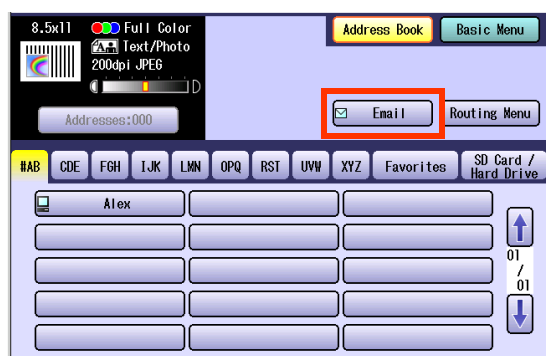 8.5x11 Full Color
A Text/Photo
200dpi JPEG
D
Addresses:000
Address Book Basic Menu
Email Routing Menu
#AB CDE FGH IJK LMN OPQ RST UVW XYZ Favorites SD Card /
Hard Drive
Alex
01
/
01